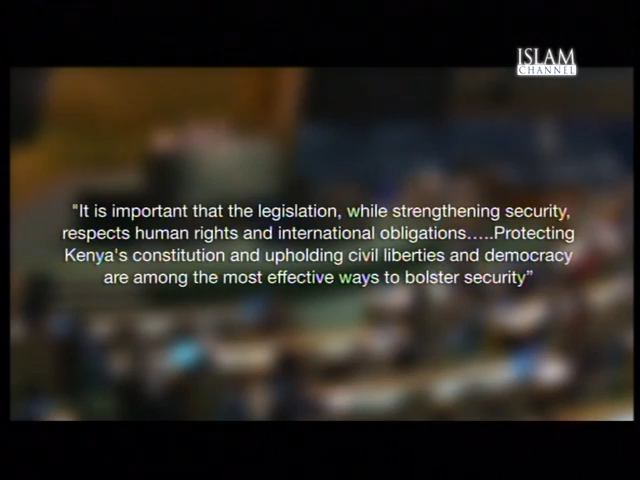 ISLAM
CHANNEL
"It is important that the legislation, while strengthening security,
respects human rights and international obligations.....Protecting
Kenya's constitution and upholding civil liberties and democracy
are among the most effective ways to bolster security”